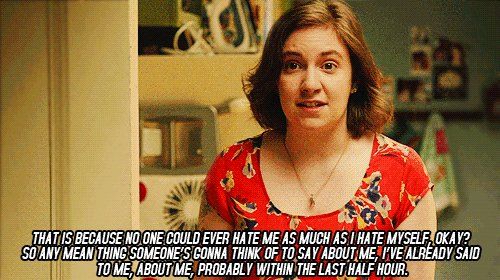 THAT IS BECAUSE NO ONE COULD EVER HATE ME AS MUCH AS I HATE MYSELF, OKAY?
SO ANY MEAN THING SOMEONE'S GONNA THINK OF TO SAY ABOUT ME, I'VE ALREADY SAID
TO ME, ABOUT ME, PROBABLY WITHIN THE LAST HALF HOUR.